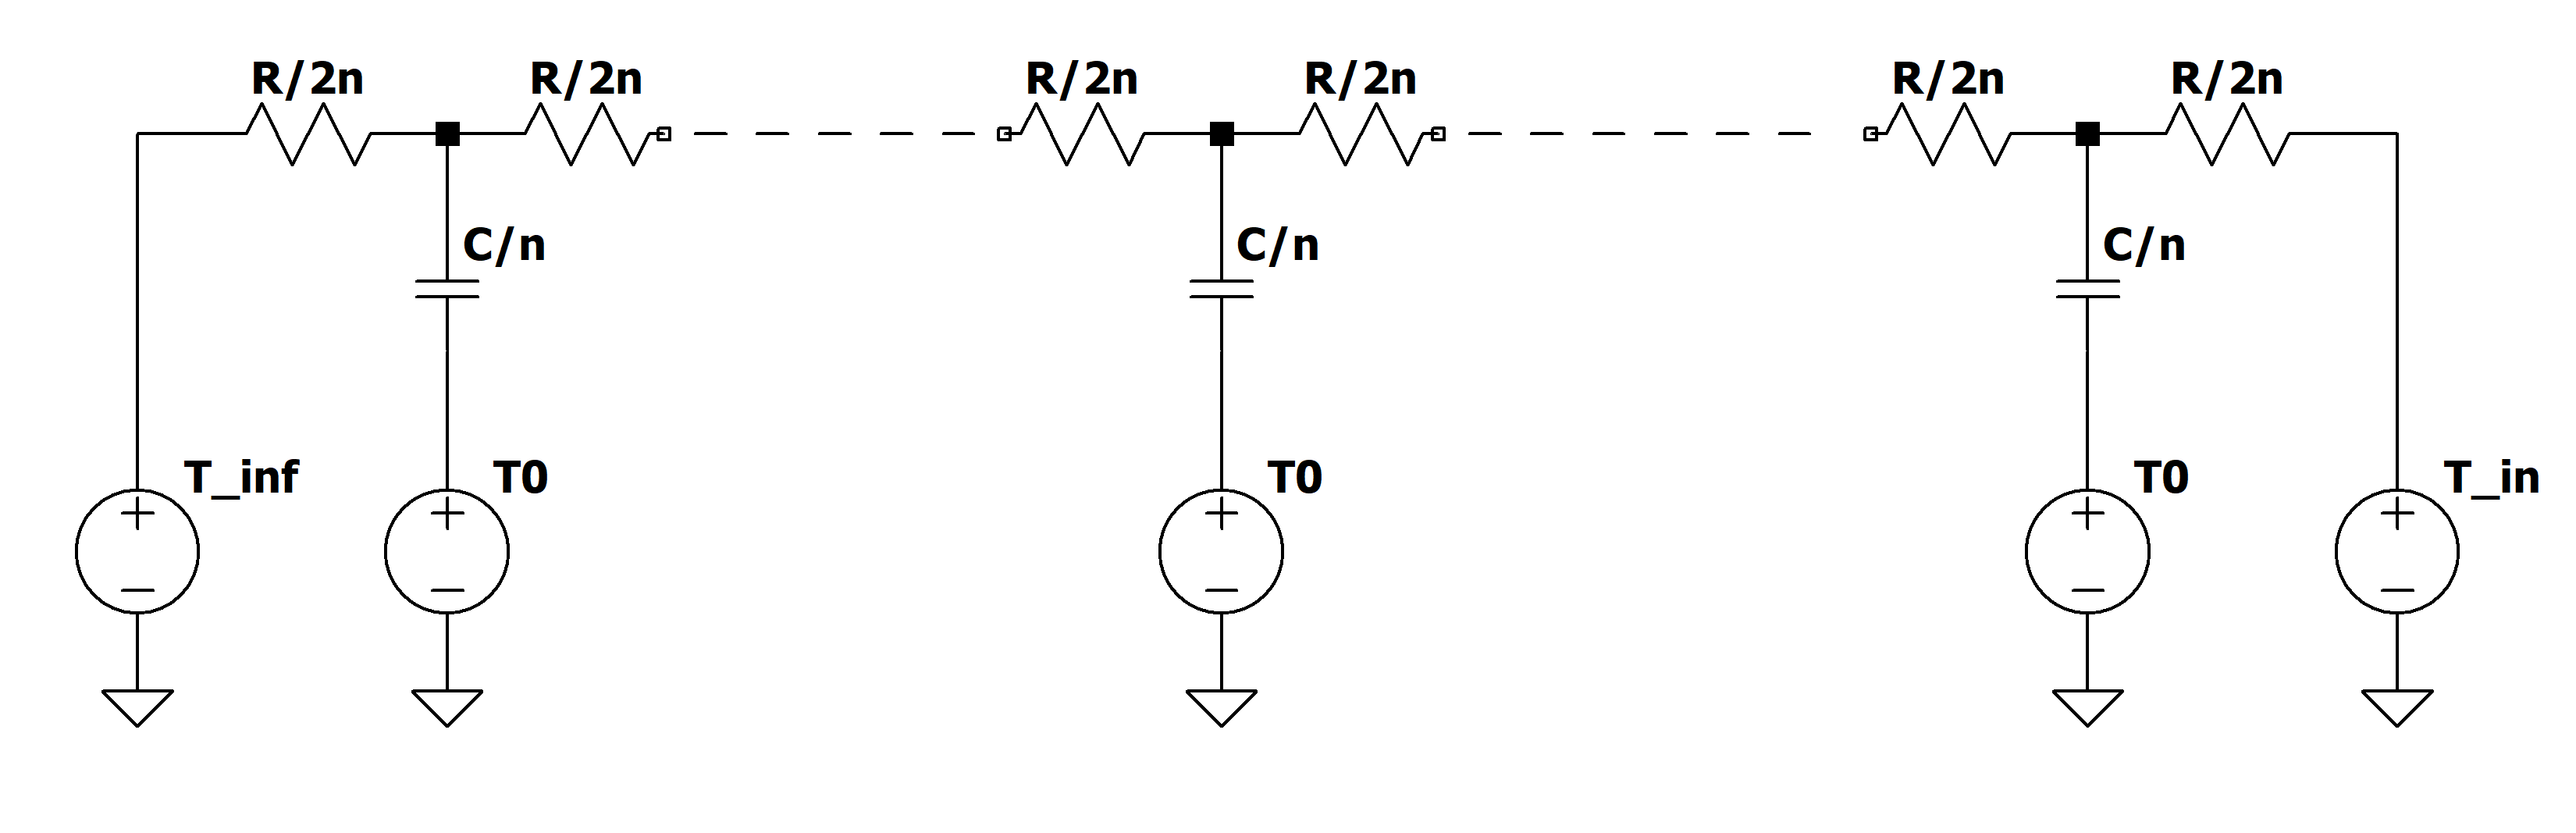 R/2n R/2n R/2n R/2n R/2n R/2n
C/n C/n C/n
T_inf T0 T0 T0 T_in